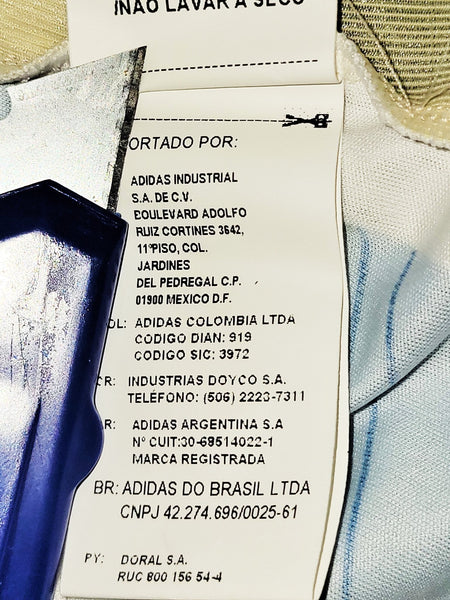 NAO LAVAR A SECO
ORTADO POR:
ADIDAS INDUSTRIAL
S.A. DE C.V.
BOULEVARD ADOLFO
RUIZ CORTINES 3642,
11°PISO, COL.
JARDINES
DEL PEDREGAL C.P.
01900 MEXICO D.F.
OL: ADIDAS COLOMBIA LTDA
CODIGO DIAN: 919
CODIGO SIC: 3972
CR: INDUSTRIAS DOYCO S.A.
TELÉFONO: (506) 2223-7311
R: ADIDAS ARGENTINA S.A
N° CUIT:30-69514022-1
MARCA REGISTRADA
BR: ADIDAS DO BRASIL LTDA
CNPJ 42.274.696/0025-61
PY: DORAL S.A.
RUC 800 156 54-4